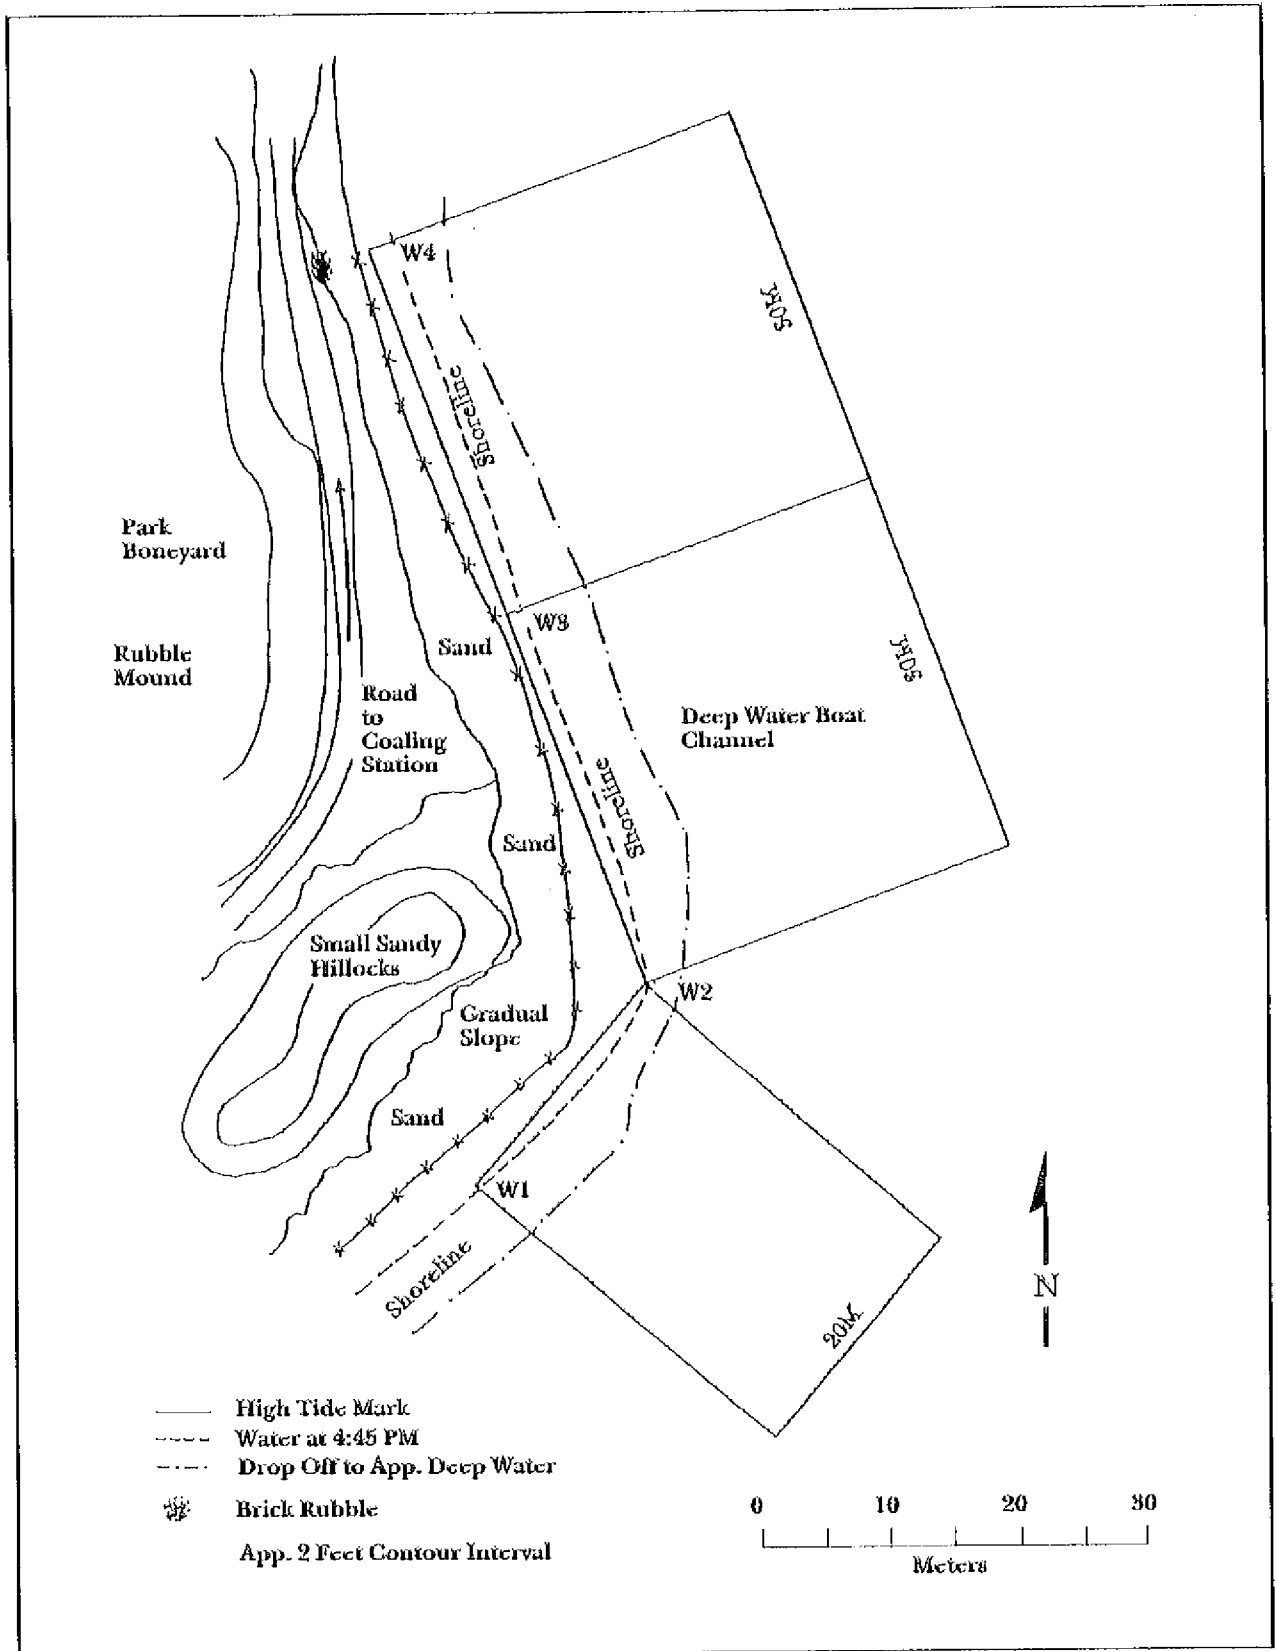 W4
50M
Shoreline
Park
Boneyard
W3
Sand
50M
Rubble
Mound
Road
to
Coaling
Station
Deep Water Boat
Channel
Shoreline
Sand
Small Sandy
Hillocks
W2
Gradual
Slope
Sand
W1
Shoreline
20M
N
High Tide Mark
Water at 4:45 PM
Drop Off to App. Deep Water
Brick Rubble
App. 2 Feet Contour Interval
0 10 20 30
Meters